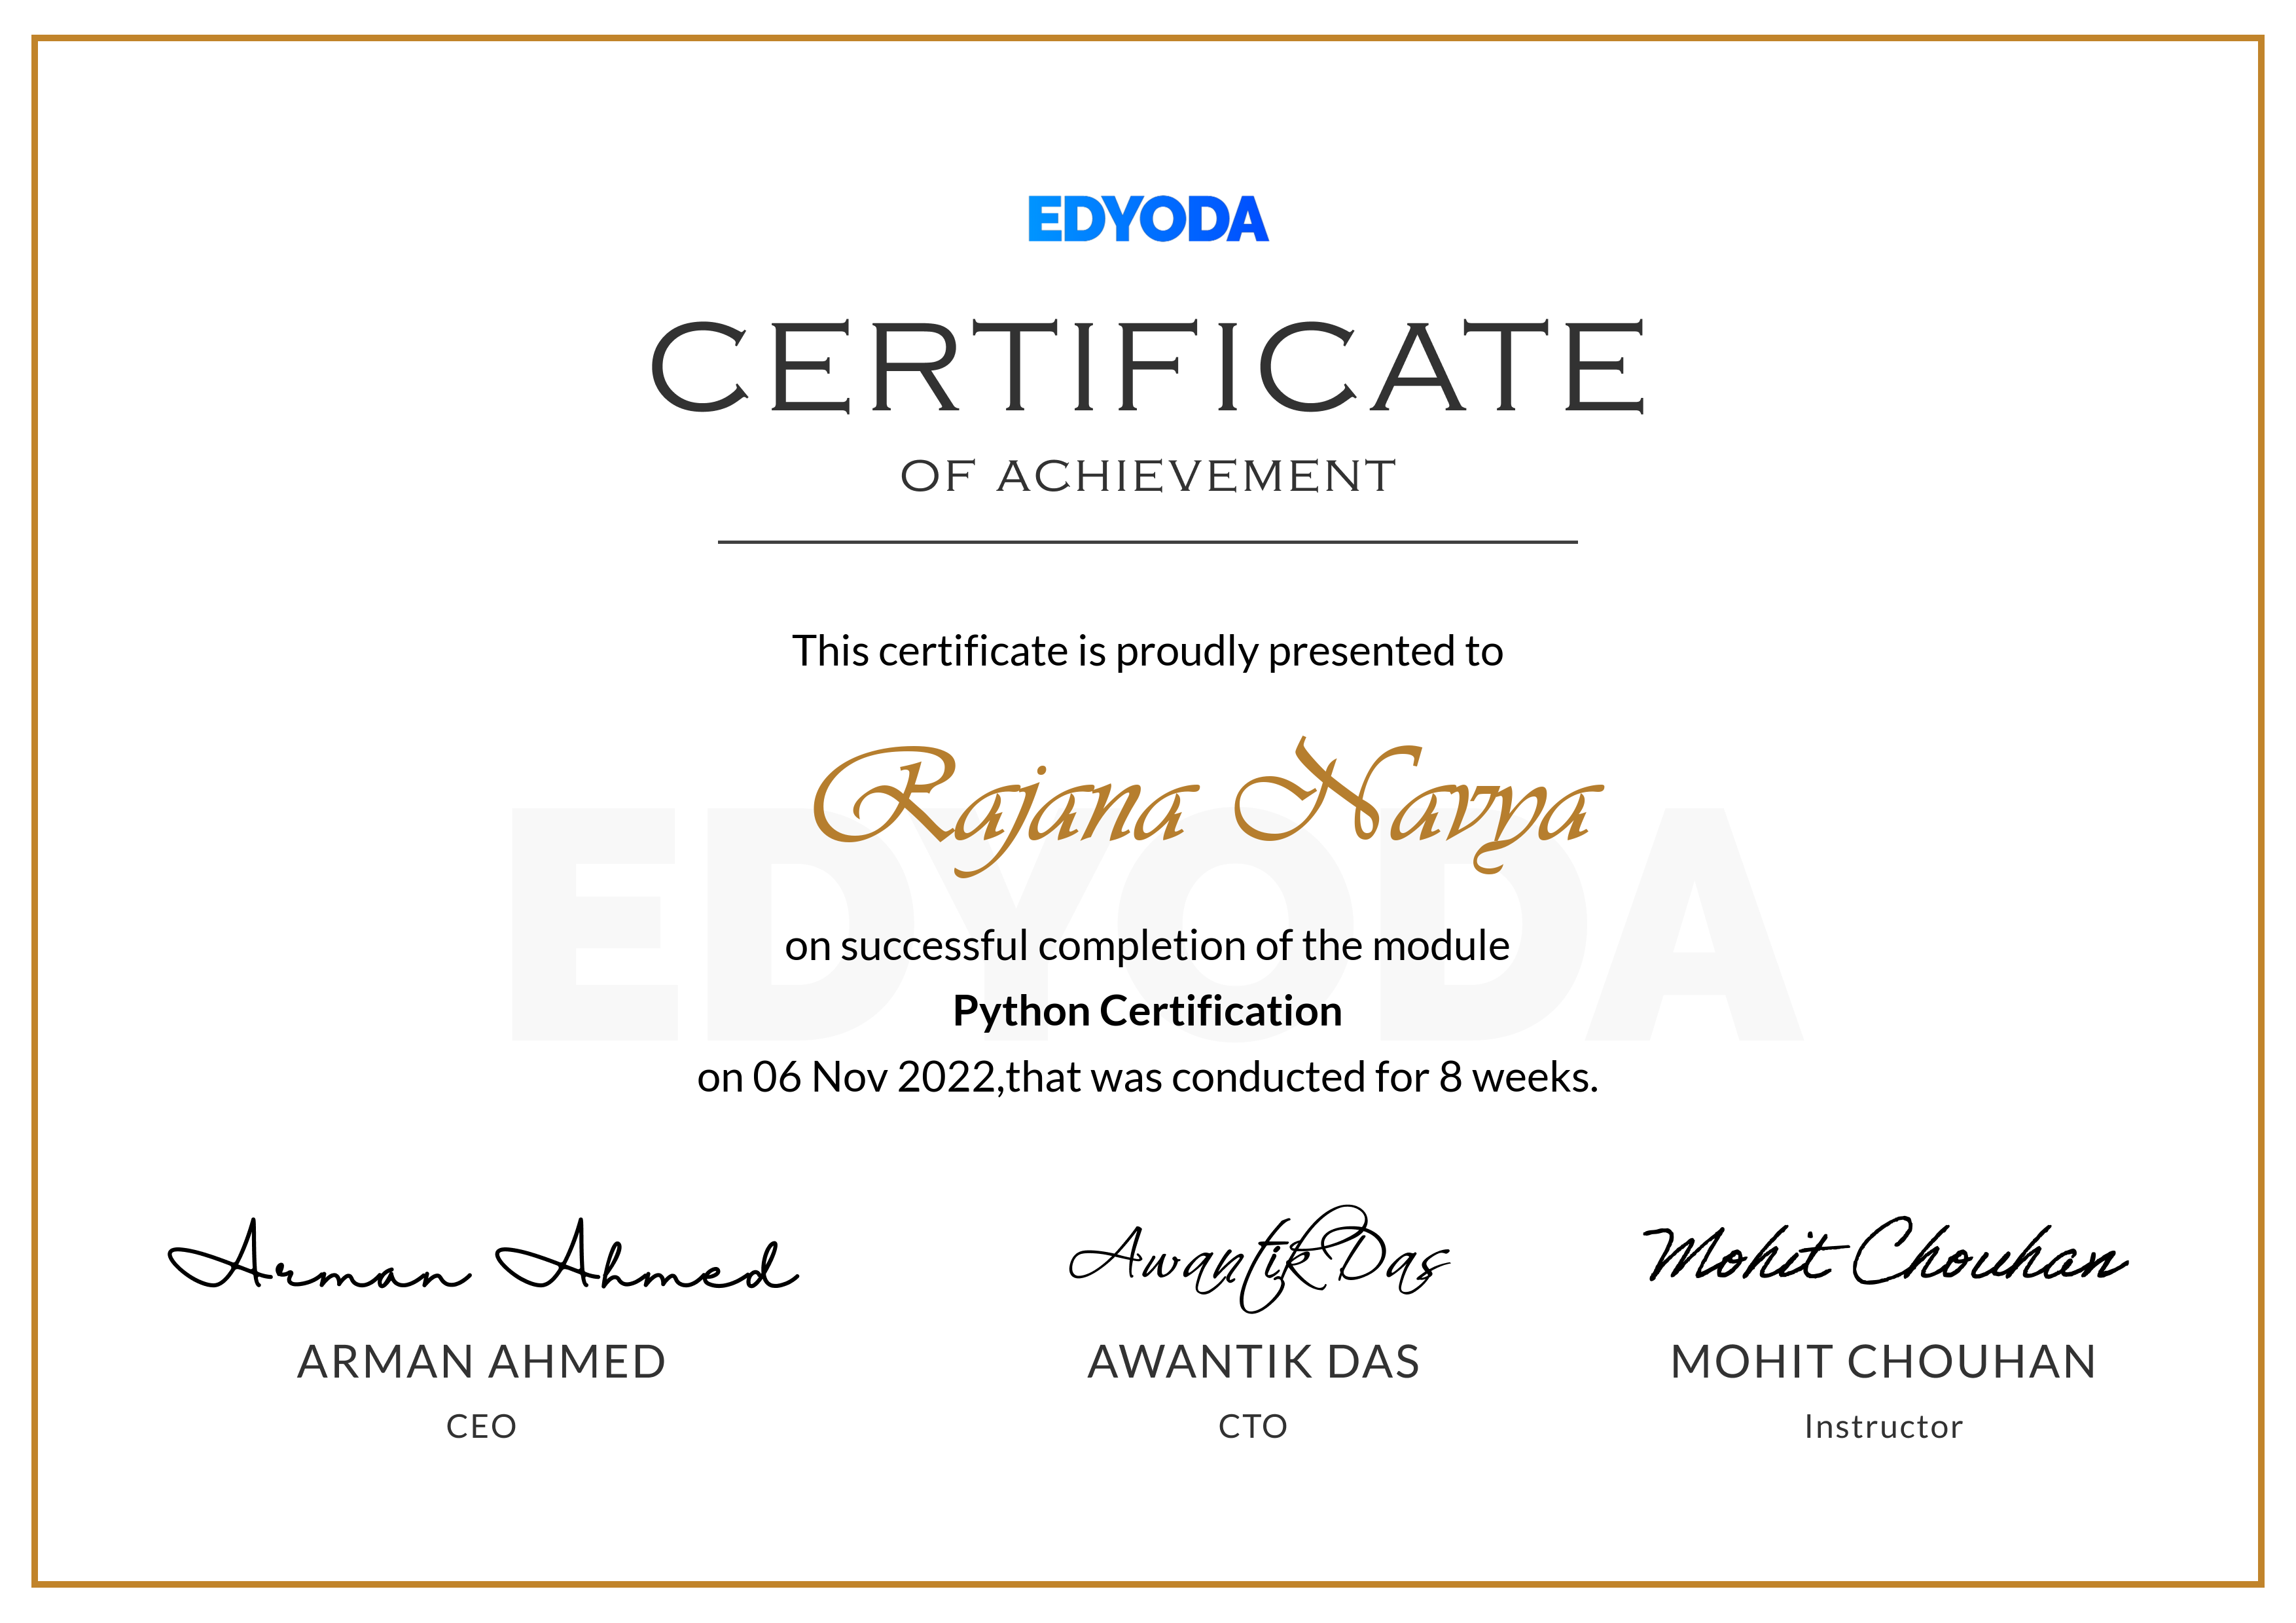 EDYODA
CERTIFICATE
OF ACHIEVEMENT
This certificate is proudly presented to
Rajana Navya
EDYODA
on successful completion of the module
Python Certification
on 06 Nov 2022,that was conducted for 8 weeks.
Arman Ahmed AwantikDas Mohit Chouhan
ARMAN AHMED AWANTIK DAS MOHIT CHOUHAN
CEO CTO Instructor